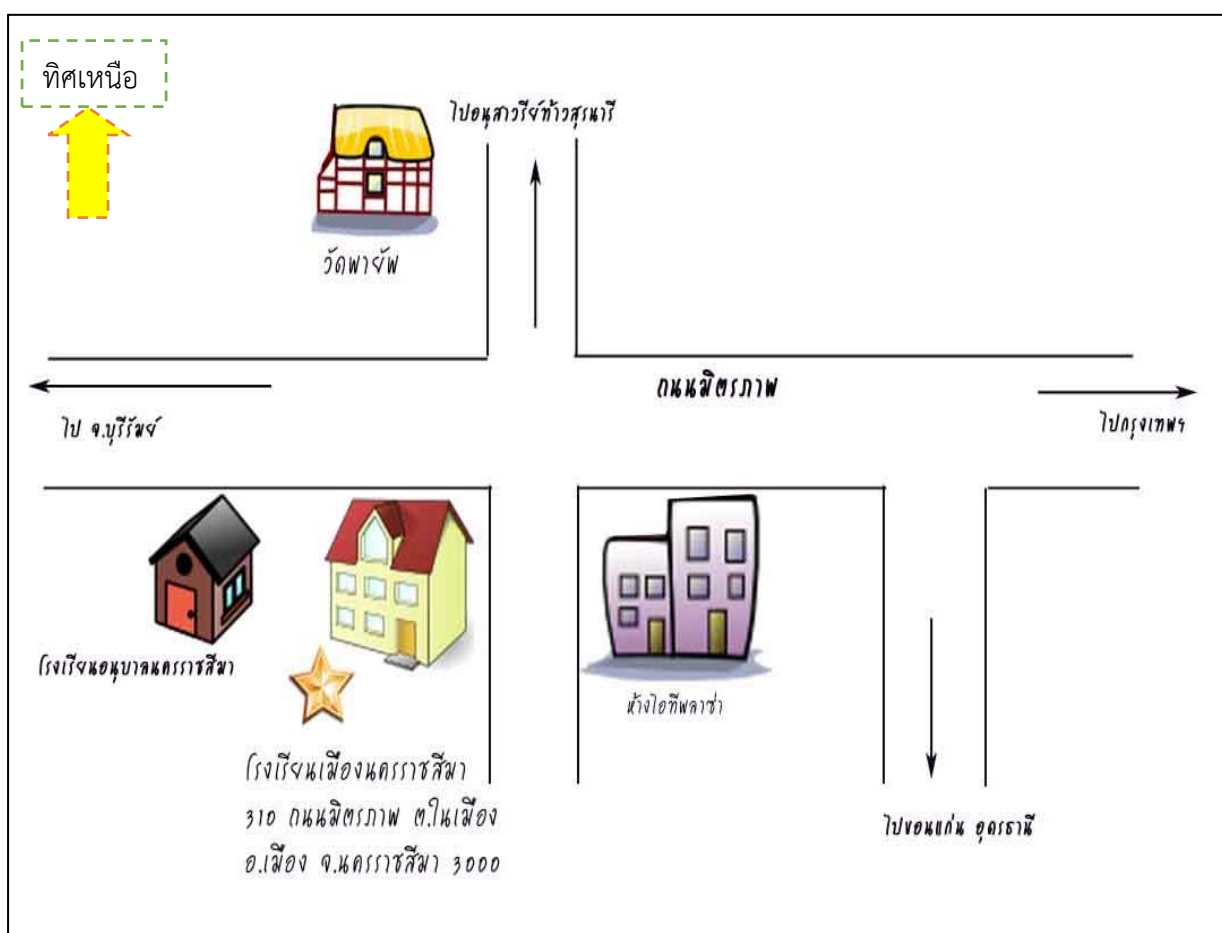 ทิศเหนือ
ไปอนุสาวรีย์ท้าวสุรนารี
วัดพายัพ
ถนนมิตรภาพ
ไป จ.บุรีรัมย์
ไปกรุงเทพฯ
โรงเรียนอนุบาลนครราชสีมา
ห้างไอทีพลาซ่า
โรงเรียนเมืองนครราชสีมา
310 ถนนมิตรภาพ ต.ในเมือง
อ.เมือง จ.นครราชสีมา 3000
ไปขอนแก่น อุดรธานี